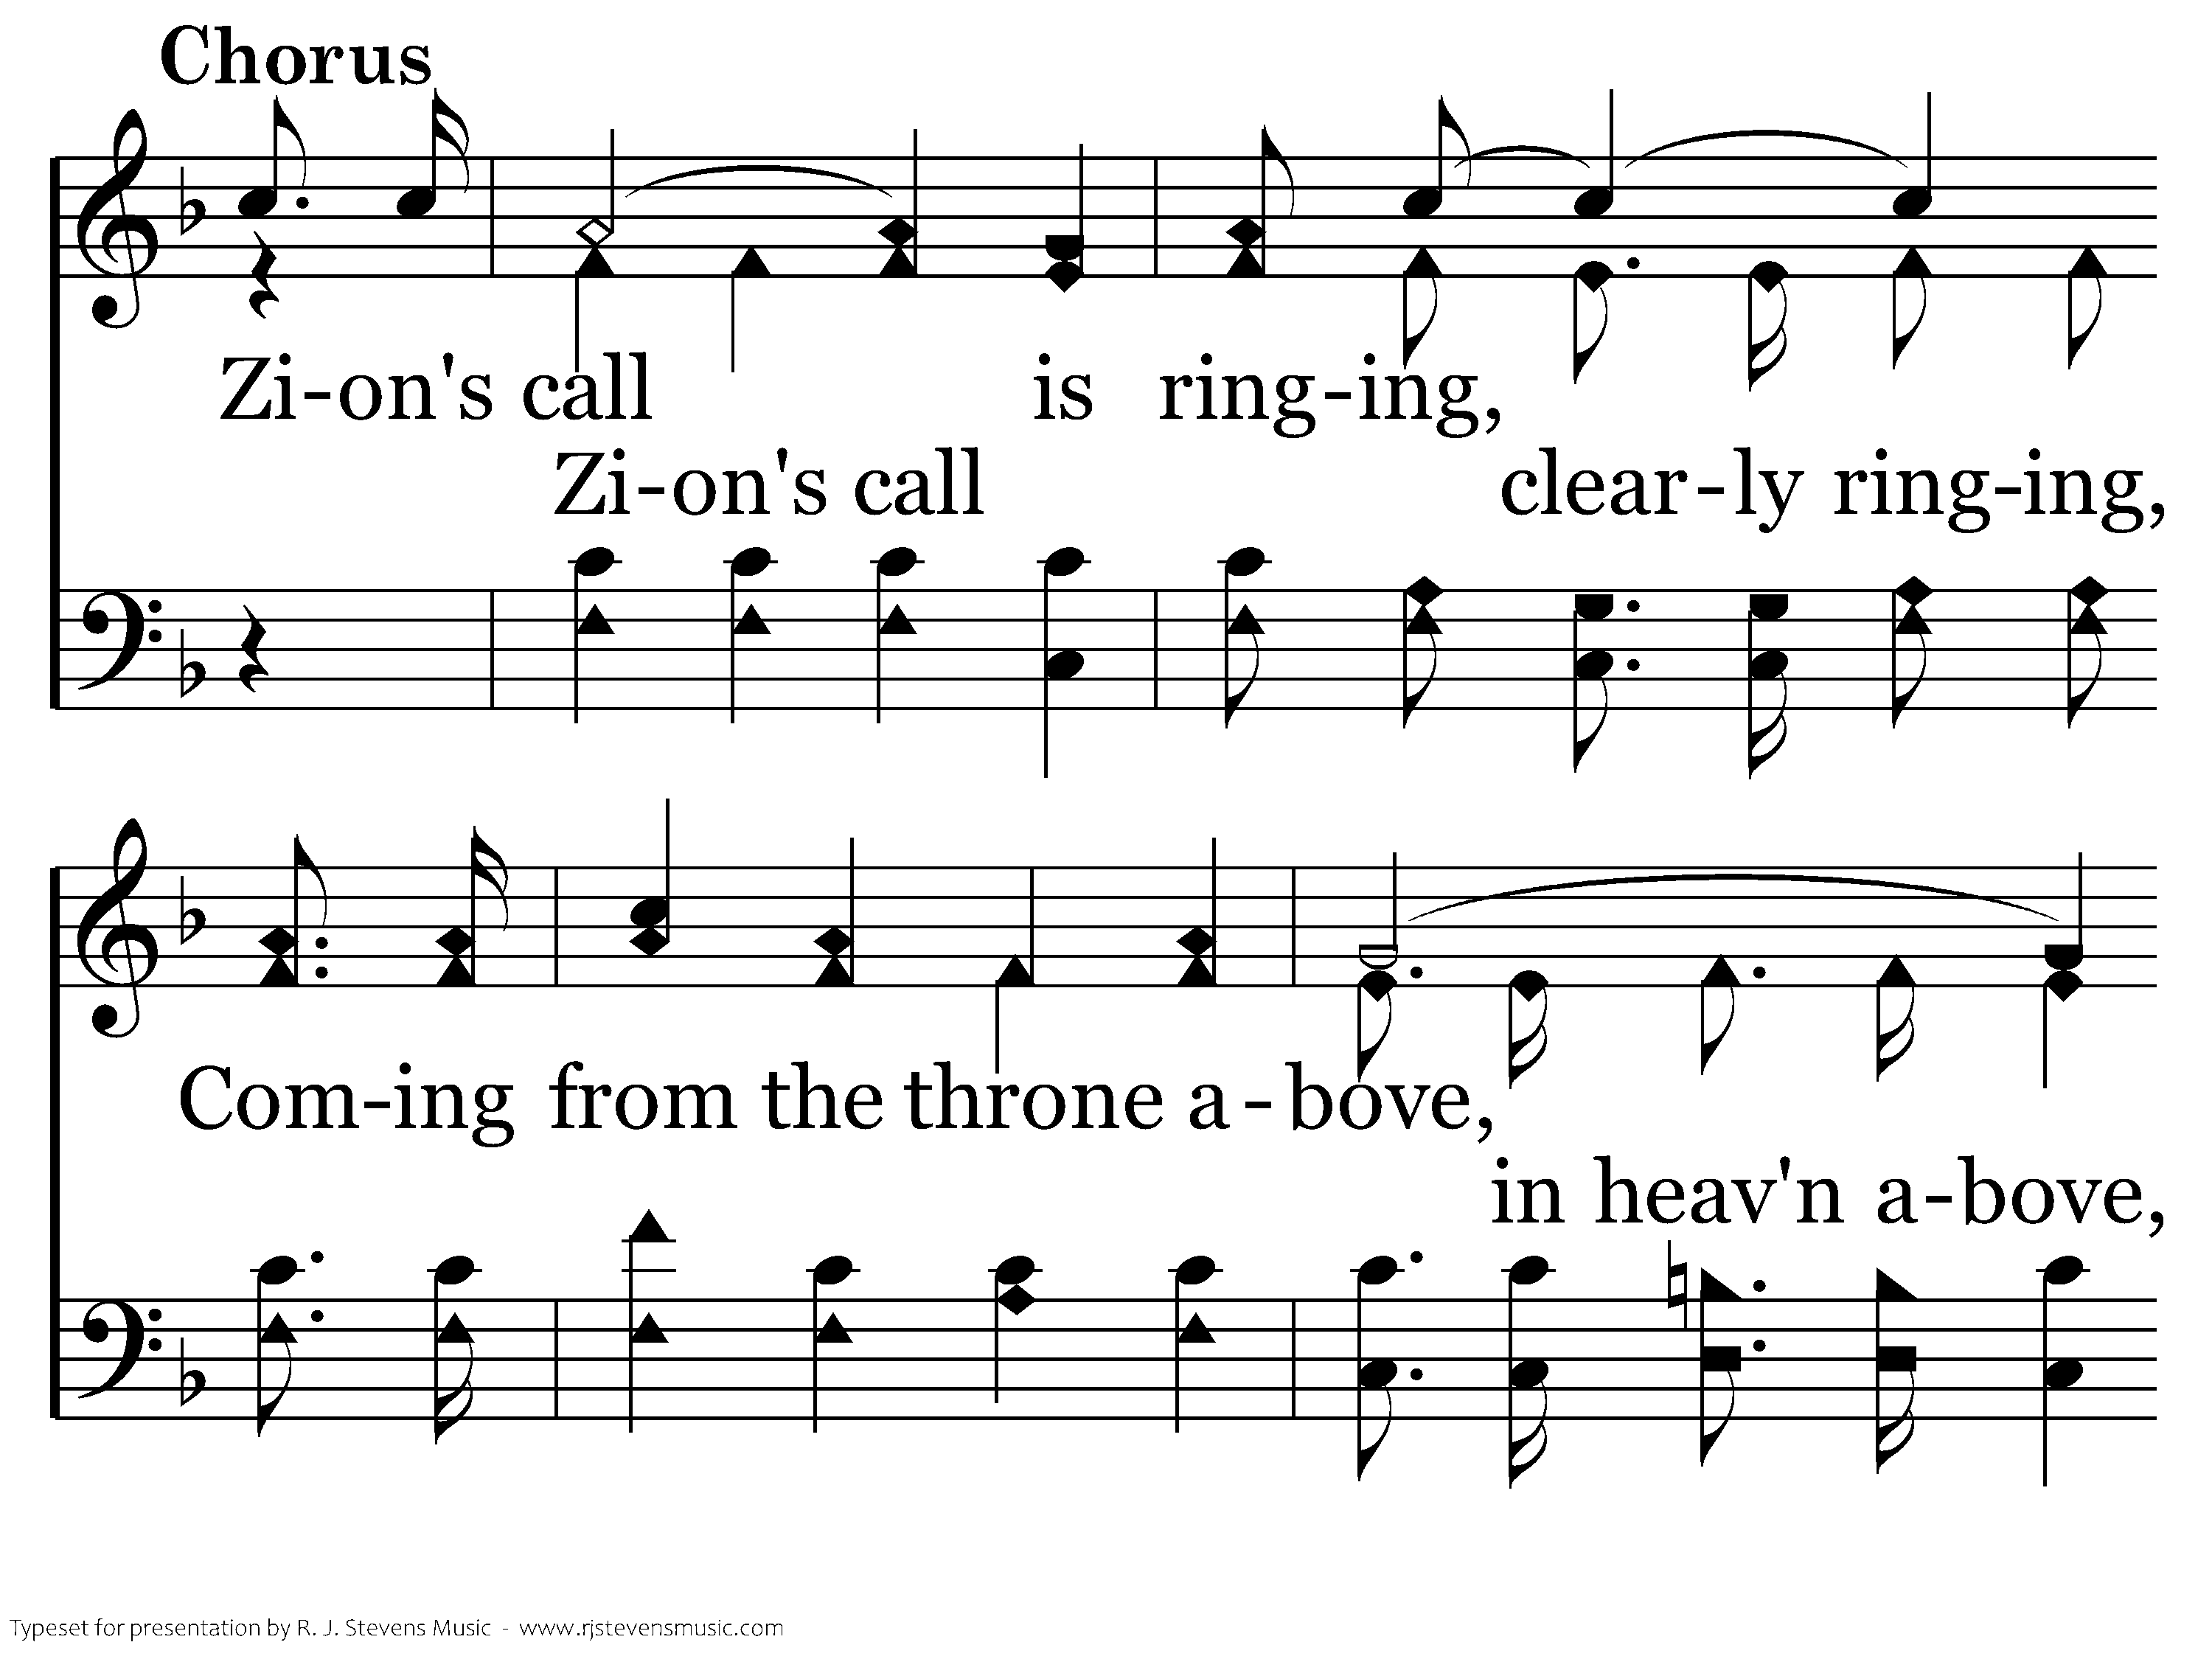 Chorus
Zi-on's call is ring-ing,
Zi-on's call clear-ly ring-ing,
Com-ing from the throne a-bove,
in heav'n a-bove,
Typeset for presentation by R. J. Stevens Music - www.rjstevensmusic.com